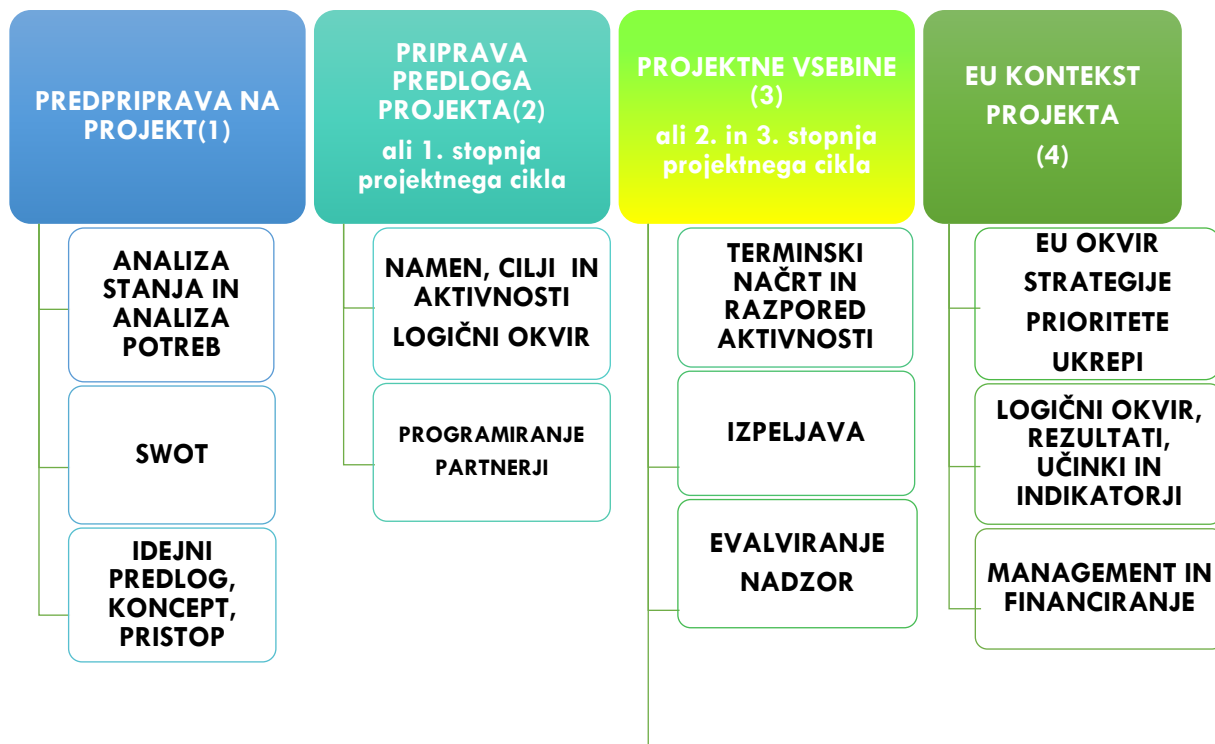 PREDPRIPRAVA NA
PROJEKT(1)
ANALIZA
STANJA IN
ANALIZA
POTREB
SWOT
IDEJNI
PREDLOG,
KONCEPT,
PRISTOP
PRIPRAVA
PREDLOGA
PROJEKTA(2)
ali 1. stopnja
projektnega cikla
NAMEN, CILJI IN
AKTIVNOSTI
LOGIČNI OKVIR
PROGRAMIRANJE
PARTNERJI
PROJEKTNE VSEBINE
(3)
ali 2. in 3. stopnja
projektnega cikla
TERMINSKI
NAČRT IN
RAZPORED
AKTIVNOSTI
IZPELJAVA
EVALVIRANJE
NADZOR
EU KONTEKST
PROJEKTA
(4)
EU OKVIR
STRATEGIJE
PRIORITETE
UKREPI
LOGIČNI OKVIR,
REZULTATI,
UČINKI IN
INDIKATORJI
MANAGEMENT IN
FINANCIRANJE